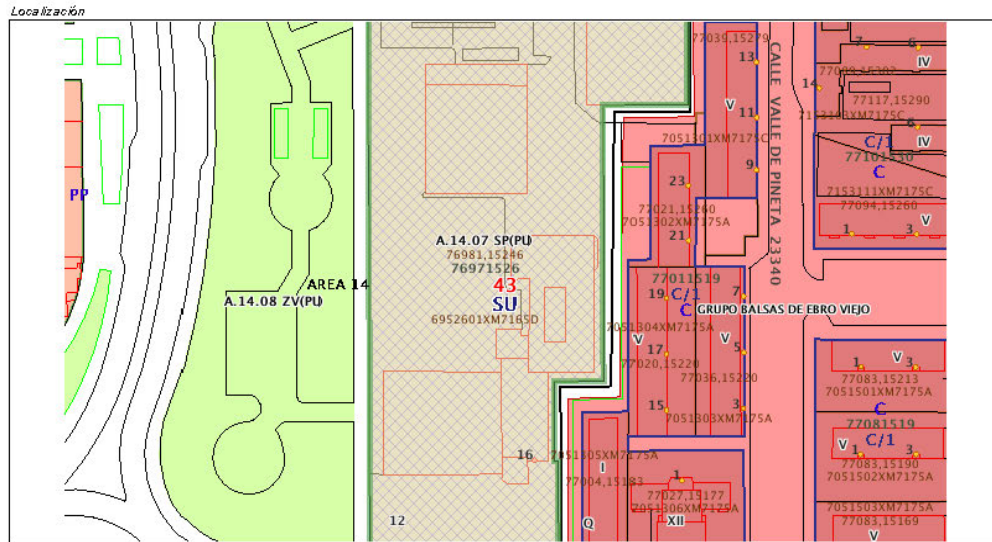 Localización
PP
A.14.08 ZV(PU)
AREA 14
A.14.07 SP(PU)
76981,15246
76971526
43
SU
6952601XM7165D
16
12
77039,15279
13
V
11
7051301XM7175C
9
CALLE VALLE DE PINETA 23340
23
77021,15260
7051302XM7175A
21
77011519
19
C/1
C
7
GRUPO BALSAS DE EBRO VIEJO
7051304XM7175A
V
V
17
5
77020,15220
77036,15220
15
3
7051303XM7175A
7051305XM7175A
I
77004,15183
Q
1
77027,15177
7051306XM7175A
XII
7
6
IV
14
77117,15290
7153103XM7175C
6
IV
C/1
77101530
C
7153111XM7175C
77094,15260
V
1
3
1
V
3
77083,15213
7051501XM7175A
C
77081519
V
C/1
1
3
77083,15190
7051502XM7175A
7051503XM7175A
77083,15169
V